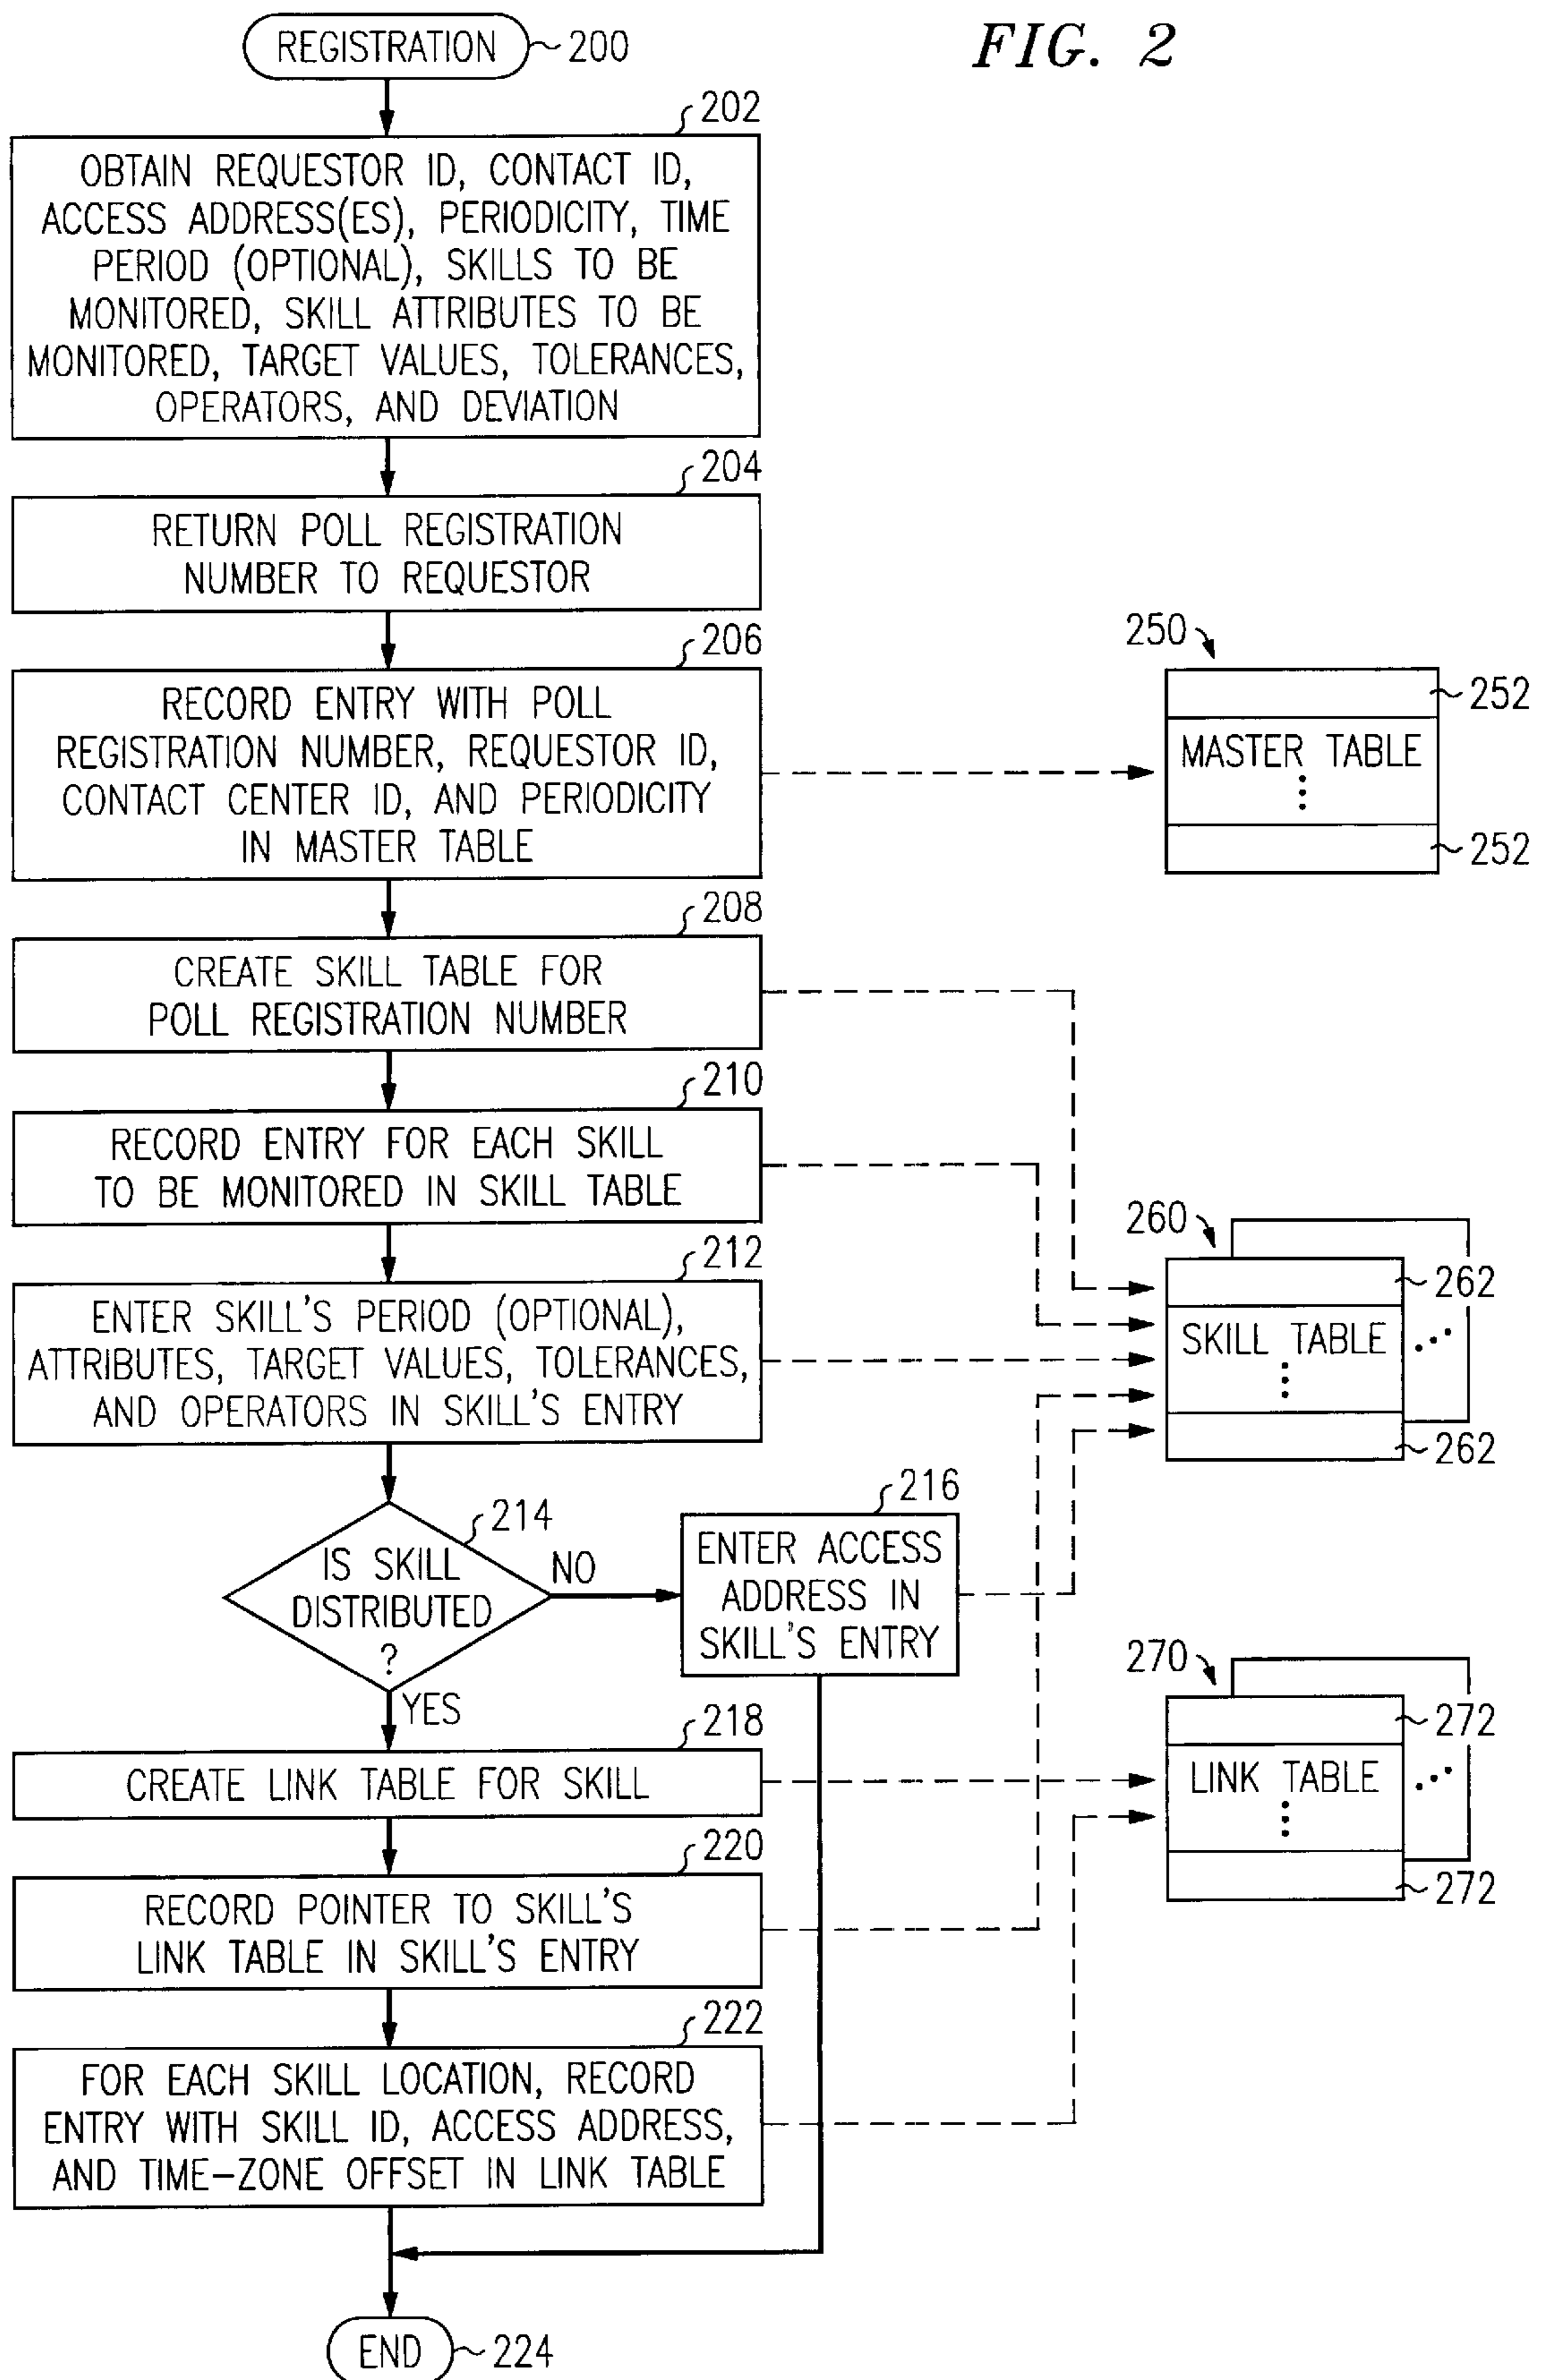 FIG. 2
REGISTRATION
200
202
OBTAIN REQUESTOR ID, CONTACT ID,
ACCESS ADDRESS(ES), PERIODICITY, TIME
PERIOD (OPTIONAL), SKILLS TO BE
MONITORED, SKILL ATTRIBUTES TO BE
MONITORED, TARGET VALUES, TOLERANCES,
OPERATORS, AND DEVIATION
204
RETURN POLL REGISTRATION
NUMBER TO REQUESTOR
206
RECORD ENTRY WITH POLL
REGISTRATION NUMBER, REQUESTOR ID,
CONTACT CENTER ID, AND PERIODICITY
IN MASTER TABLE
250
252
MASTER TABLE
252
208
CREATE SKILL TABLE FOR
POLL REGISTRATION NUMBER
210
RECORD ENTRY FOR EACH SKILL
TO BE MONITORED IN SKILL TABLE
212
ENTER SKILL'S PERIOD (OPTIONAL),
ATTRIBUTES, TARGET VALUES, TOLERANCES,
AND OPERATORS IN SKILL'S ENTRY
260
262
SKILL TABLE
262
214
IS SKILL
DISTRIBUTED
?
NO
YES
216
ENTER ACCESS
ADDRESS IN
SKILL'S ENTRY
218
CREATE LINK TABLE FOR SKILL
270
272
LINK TABLE
272
220
RECORD POINTER TO SKILL'S
LINK TABLE IN SKILL'S ENTRY
222
FOR EACH SKILL LOCATION, RECORD
ENTRY WITH SKILL ID, ACCESS ADDRESS,
AND TIME-ZONE OFFSET IN LINK TABLE
END
224